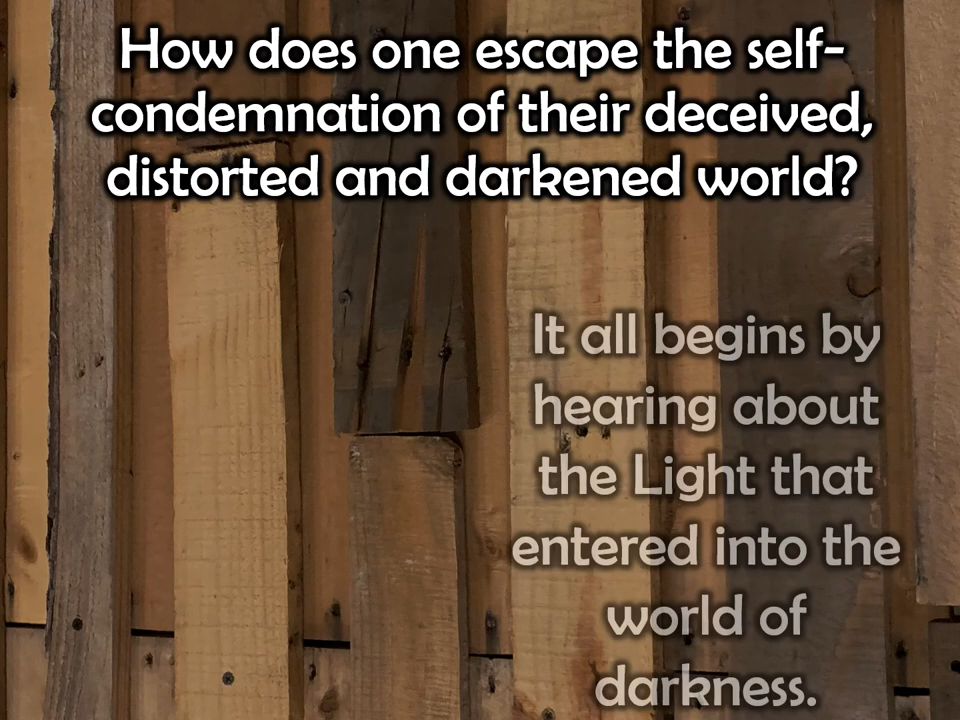 How does one escape the self-
condemnation of their deceived,
distorted and darkened world?
It all begins by
hearing about
the Light that
entered into the
world of
darkness.